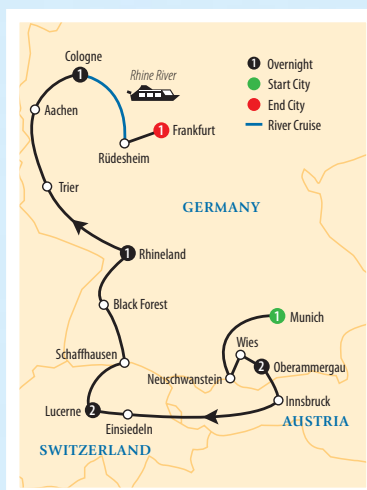 Cologne
1
Rhine River
1 Overnight
Start City
End City
River Cruise
Aachen
1 Frankfurt
Rüdesheim
Trier
GERMANY
1 Rhineland
Black Forest
1 Munich
Wies
Schaffhausen
2 Oberammergau
Neuschwanstein
Innsbruck
Lucerne 2
AUSTRIA
Einsiedeln
SWITZERLAND